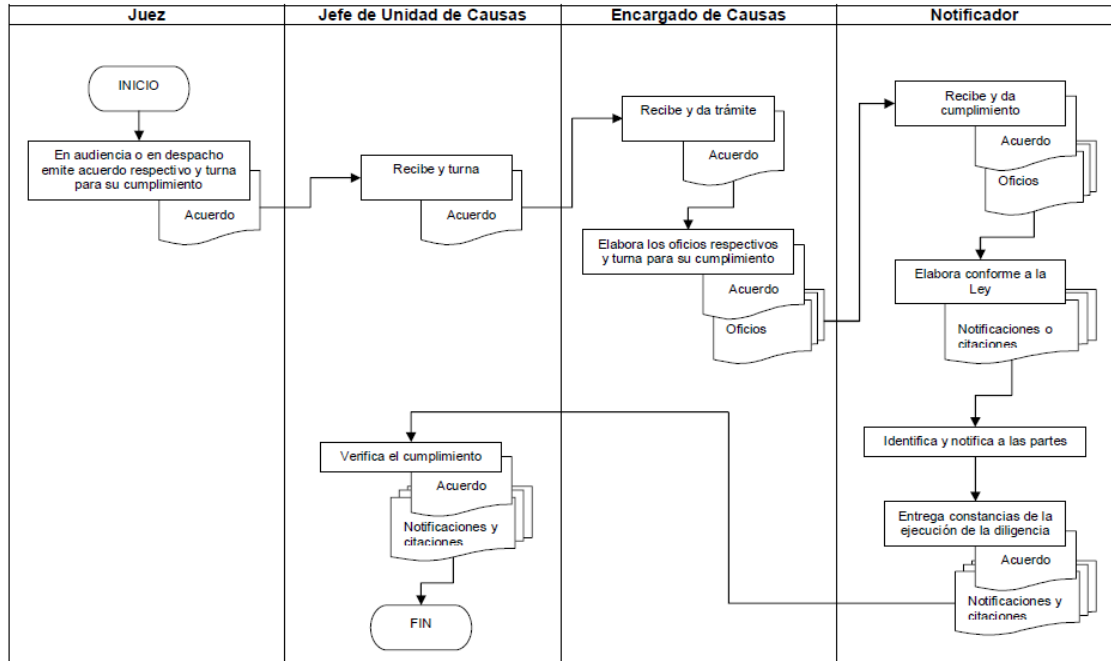 Juez
Jefe de Unidad de Causas
Encargado de Causas
Notificador
INICIO
En audiencia o en despacho
emite acuerdo respectivo y turna
para su cumplimiento
Acuerdo
Recibe y turna
Acuerdo
Recibe y da trámite
Acuerdo
Elabora los oficios respectivos
y turna para su cumplimiento
Acuerdo
Oficios
Recibe y da
cumplimiento
Acuerdo
Oficios
Elabora conforme a la
Ley
Notificaciones o
citaciones
Identifica y notifica a las partes
Entrega constancias de la
ejecución de la diligencia
Acuerdo
Notificaciones y
citaciones
Verifica el cumplimiento
Acuerdo
Notificaciones y
citaciones
FIN